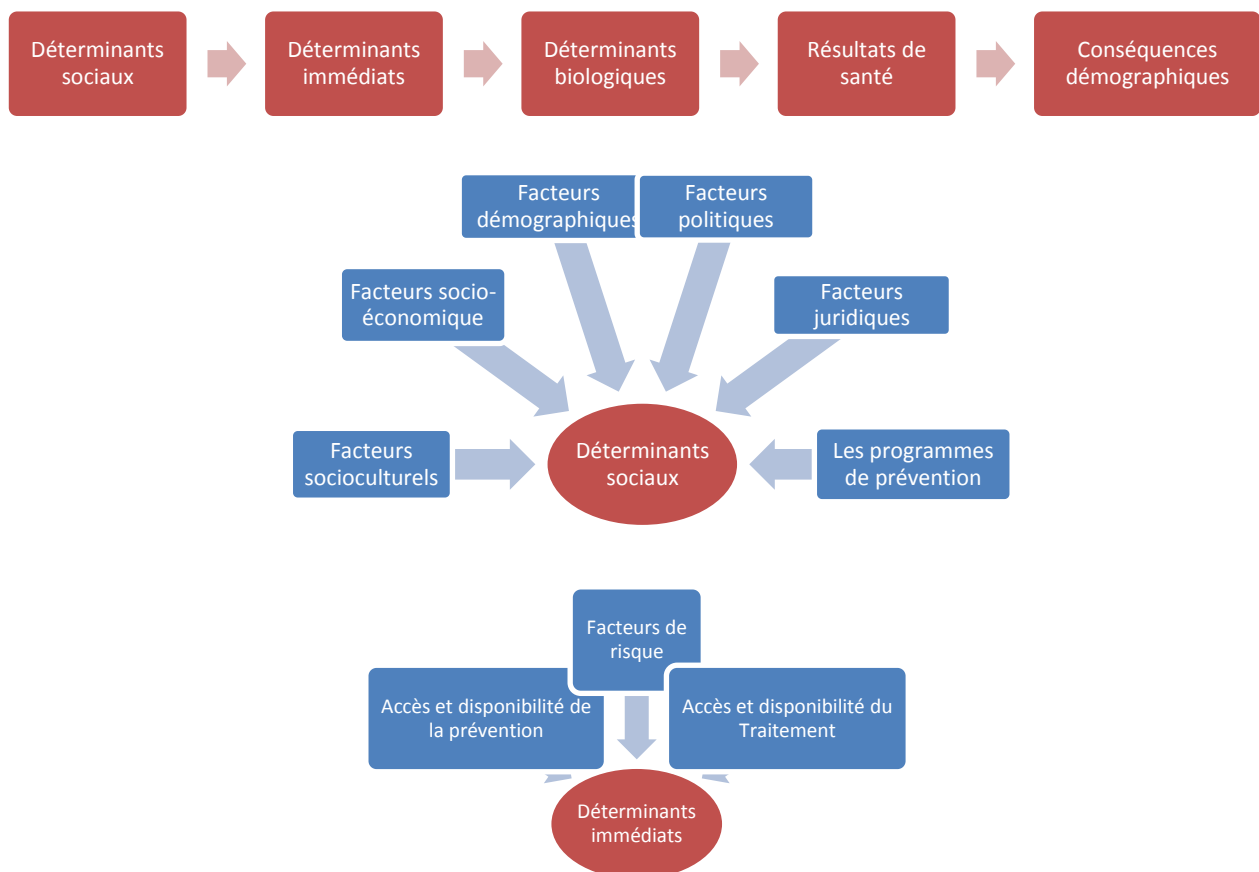 Déterminants
sociaux
Déterminants
immédiats
Déterminants
biologiques
Résultats de
santé
Conséquences
démographiques
Facteurs
démographiques
Facteurs
politiques
Facteurs socio-
économique
Facteurs
juridiques
Facteurs
socioculturels
Déterminants
sociaux
Les programmes
de prévention
Facteurs de
risque
Accès et disponibilité de
la prévention
Accès et disponibilité du
Traitement
Déterminants
immédiats